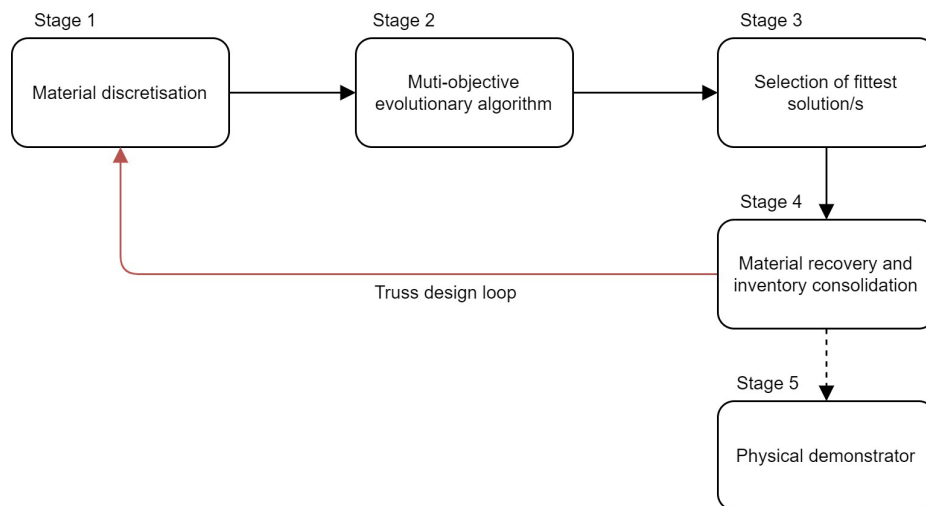 Stage 1
Material discretisation
Stage 2
Muti-objective
evolutionary algorithm
Stage 3
Selection of fittest
solution/s
Stage 4
Material recovery and
inventory consolidation
Truss design loop
Stage 5
Physical demonstrator